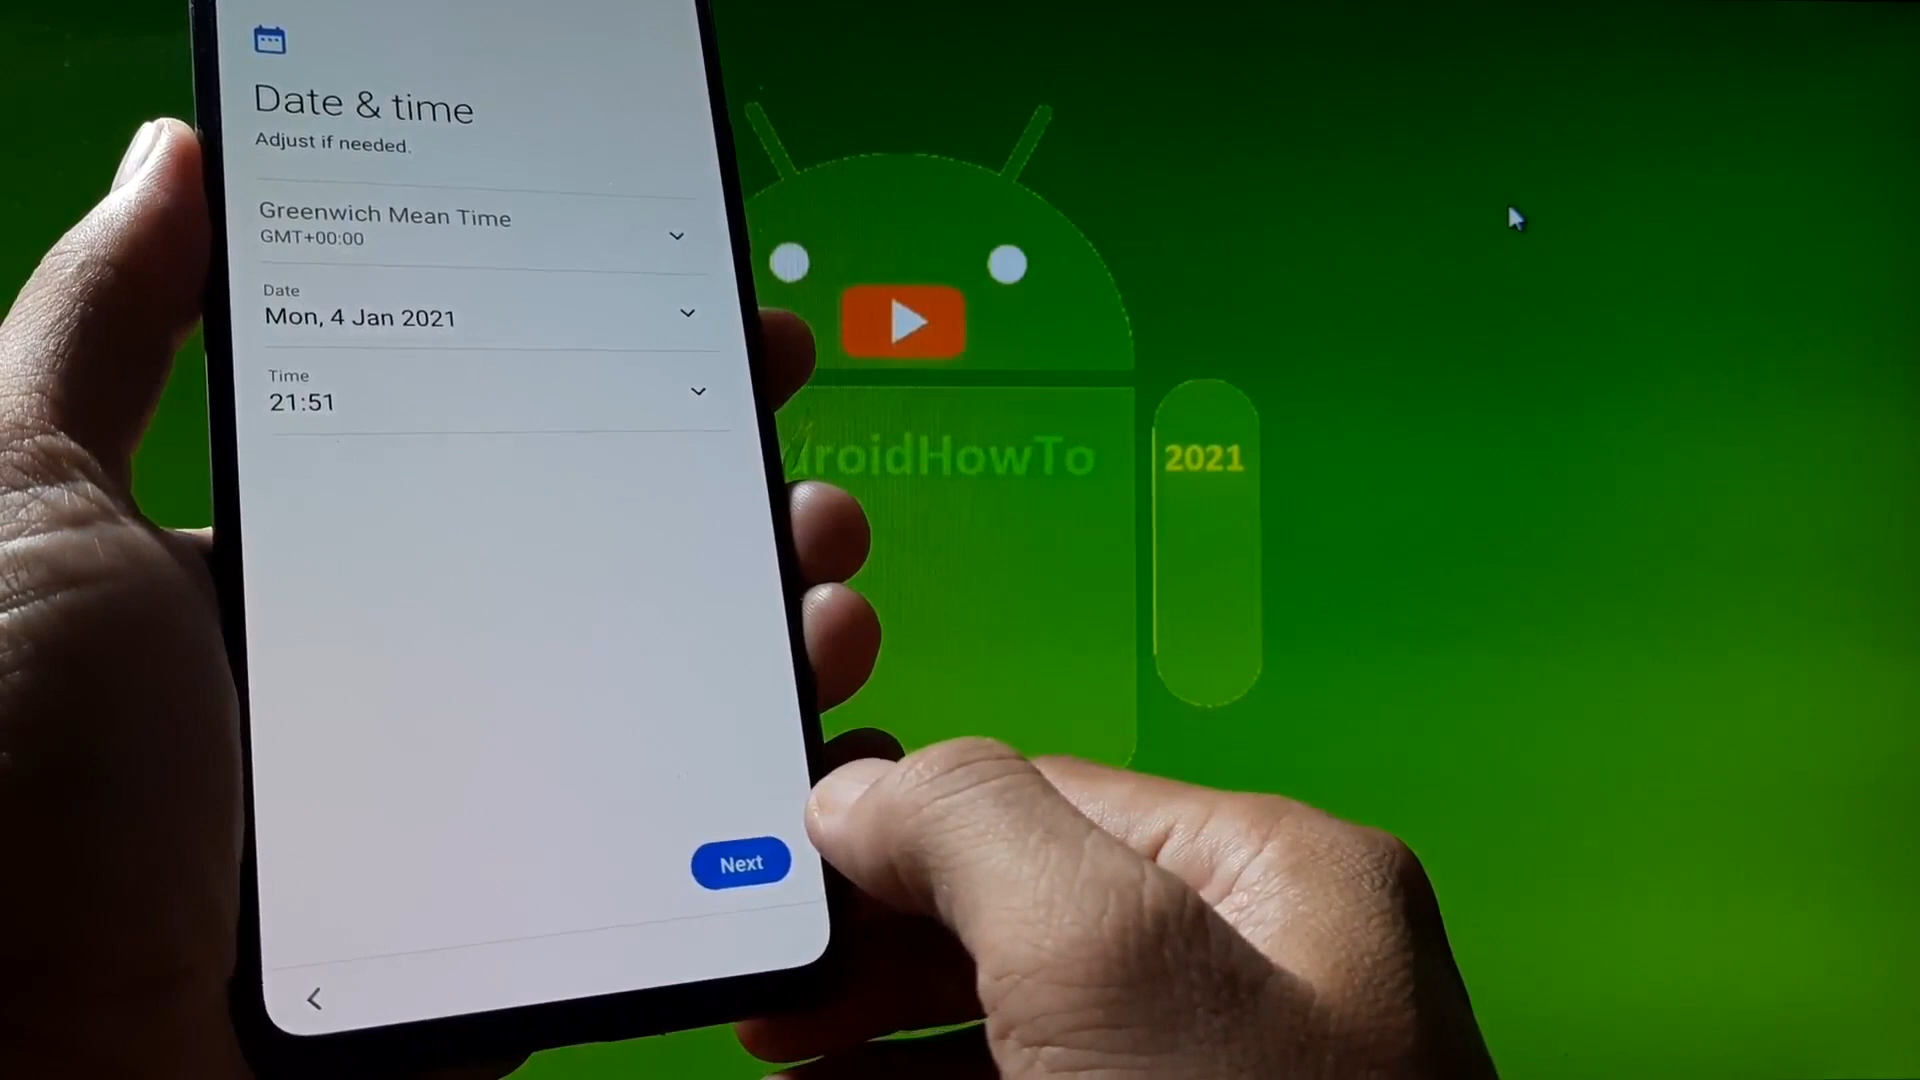 Date & time
Adjust if needed.
Greenwich Mean Time
GMT+00:00
Date
Mon, 4 Jan 2021
Time
21:51
Next
droidHowTo
2021